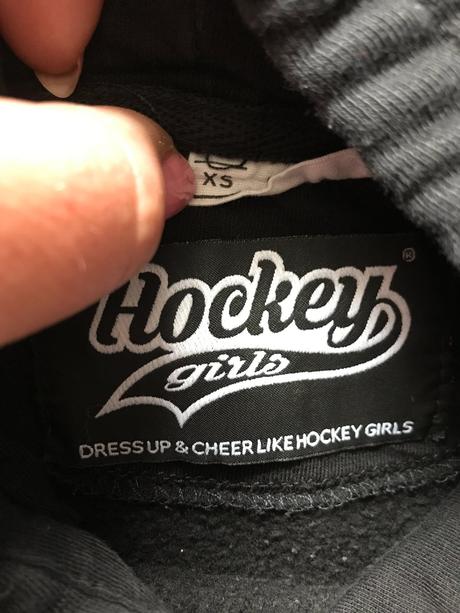 XS
Hockey
girls
®
DRESS UP & CHEER LIKE HOCKEY GIRLS